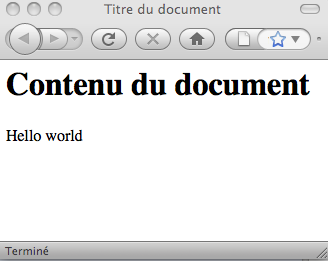 Titre du document
Contenu du document
Hello world
Terminé